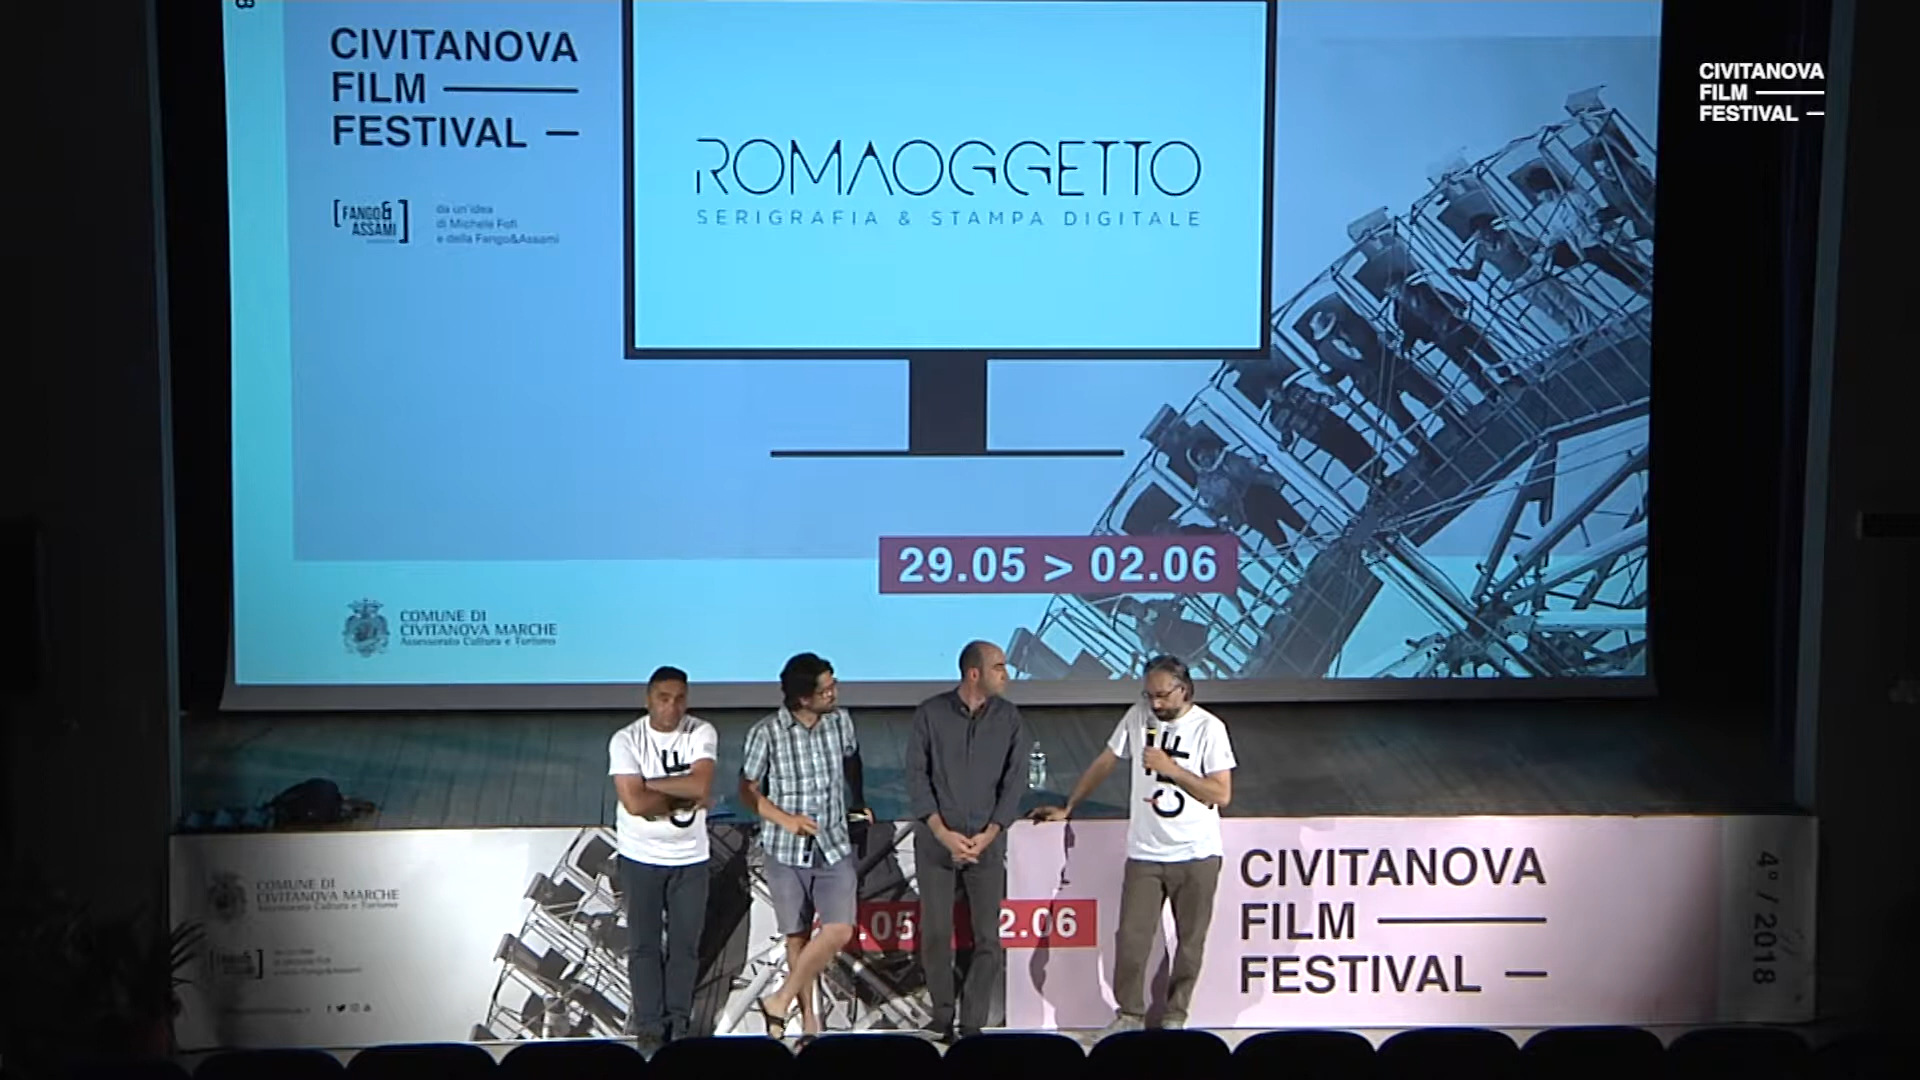 CIVITANOVA
FILM
FESTIVAL
FANGO&
ASSAMI
da un'idea
di Michele Fofi
e della Fango&Assami
ROMAOGGETTO
SERIGRAFIA & STAMPA DIGITALE
CIVITANOVA
FILM
FESTIVAL
29.05 > 02.06
COMUNE DI
CIVITANOVA MARCHE
Assessorato Cultura e Turismo
COMUNE DI
CIVITANOVA MARCHE
Assessorato Cultura e Turismo
.05
2.06
CIVITANOVA
FILM
FESTIVAL
4° / 2018